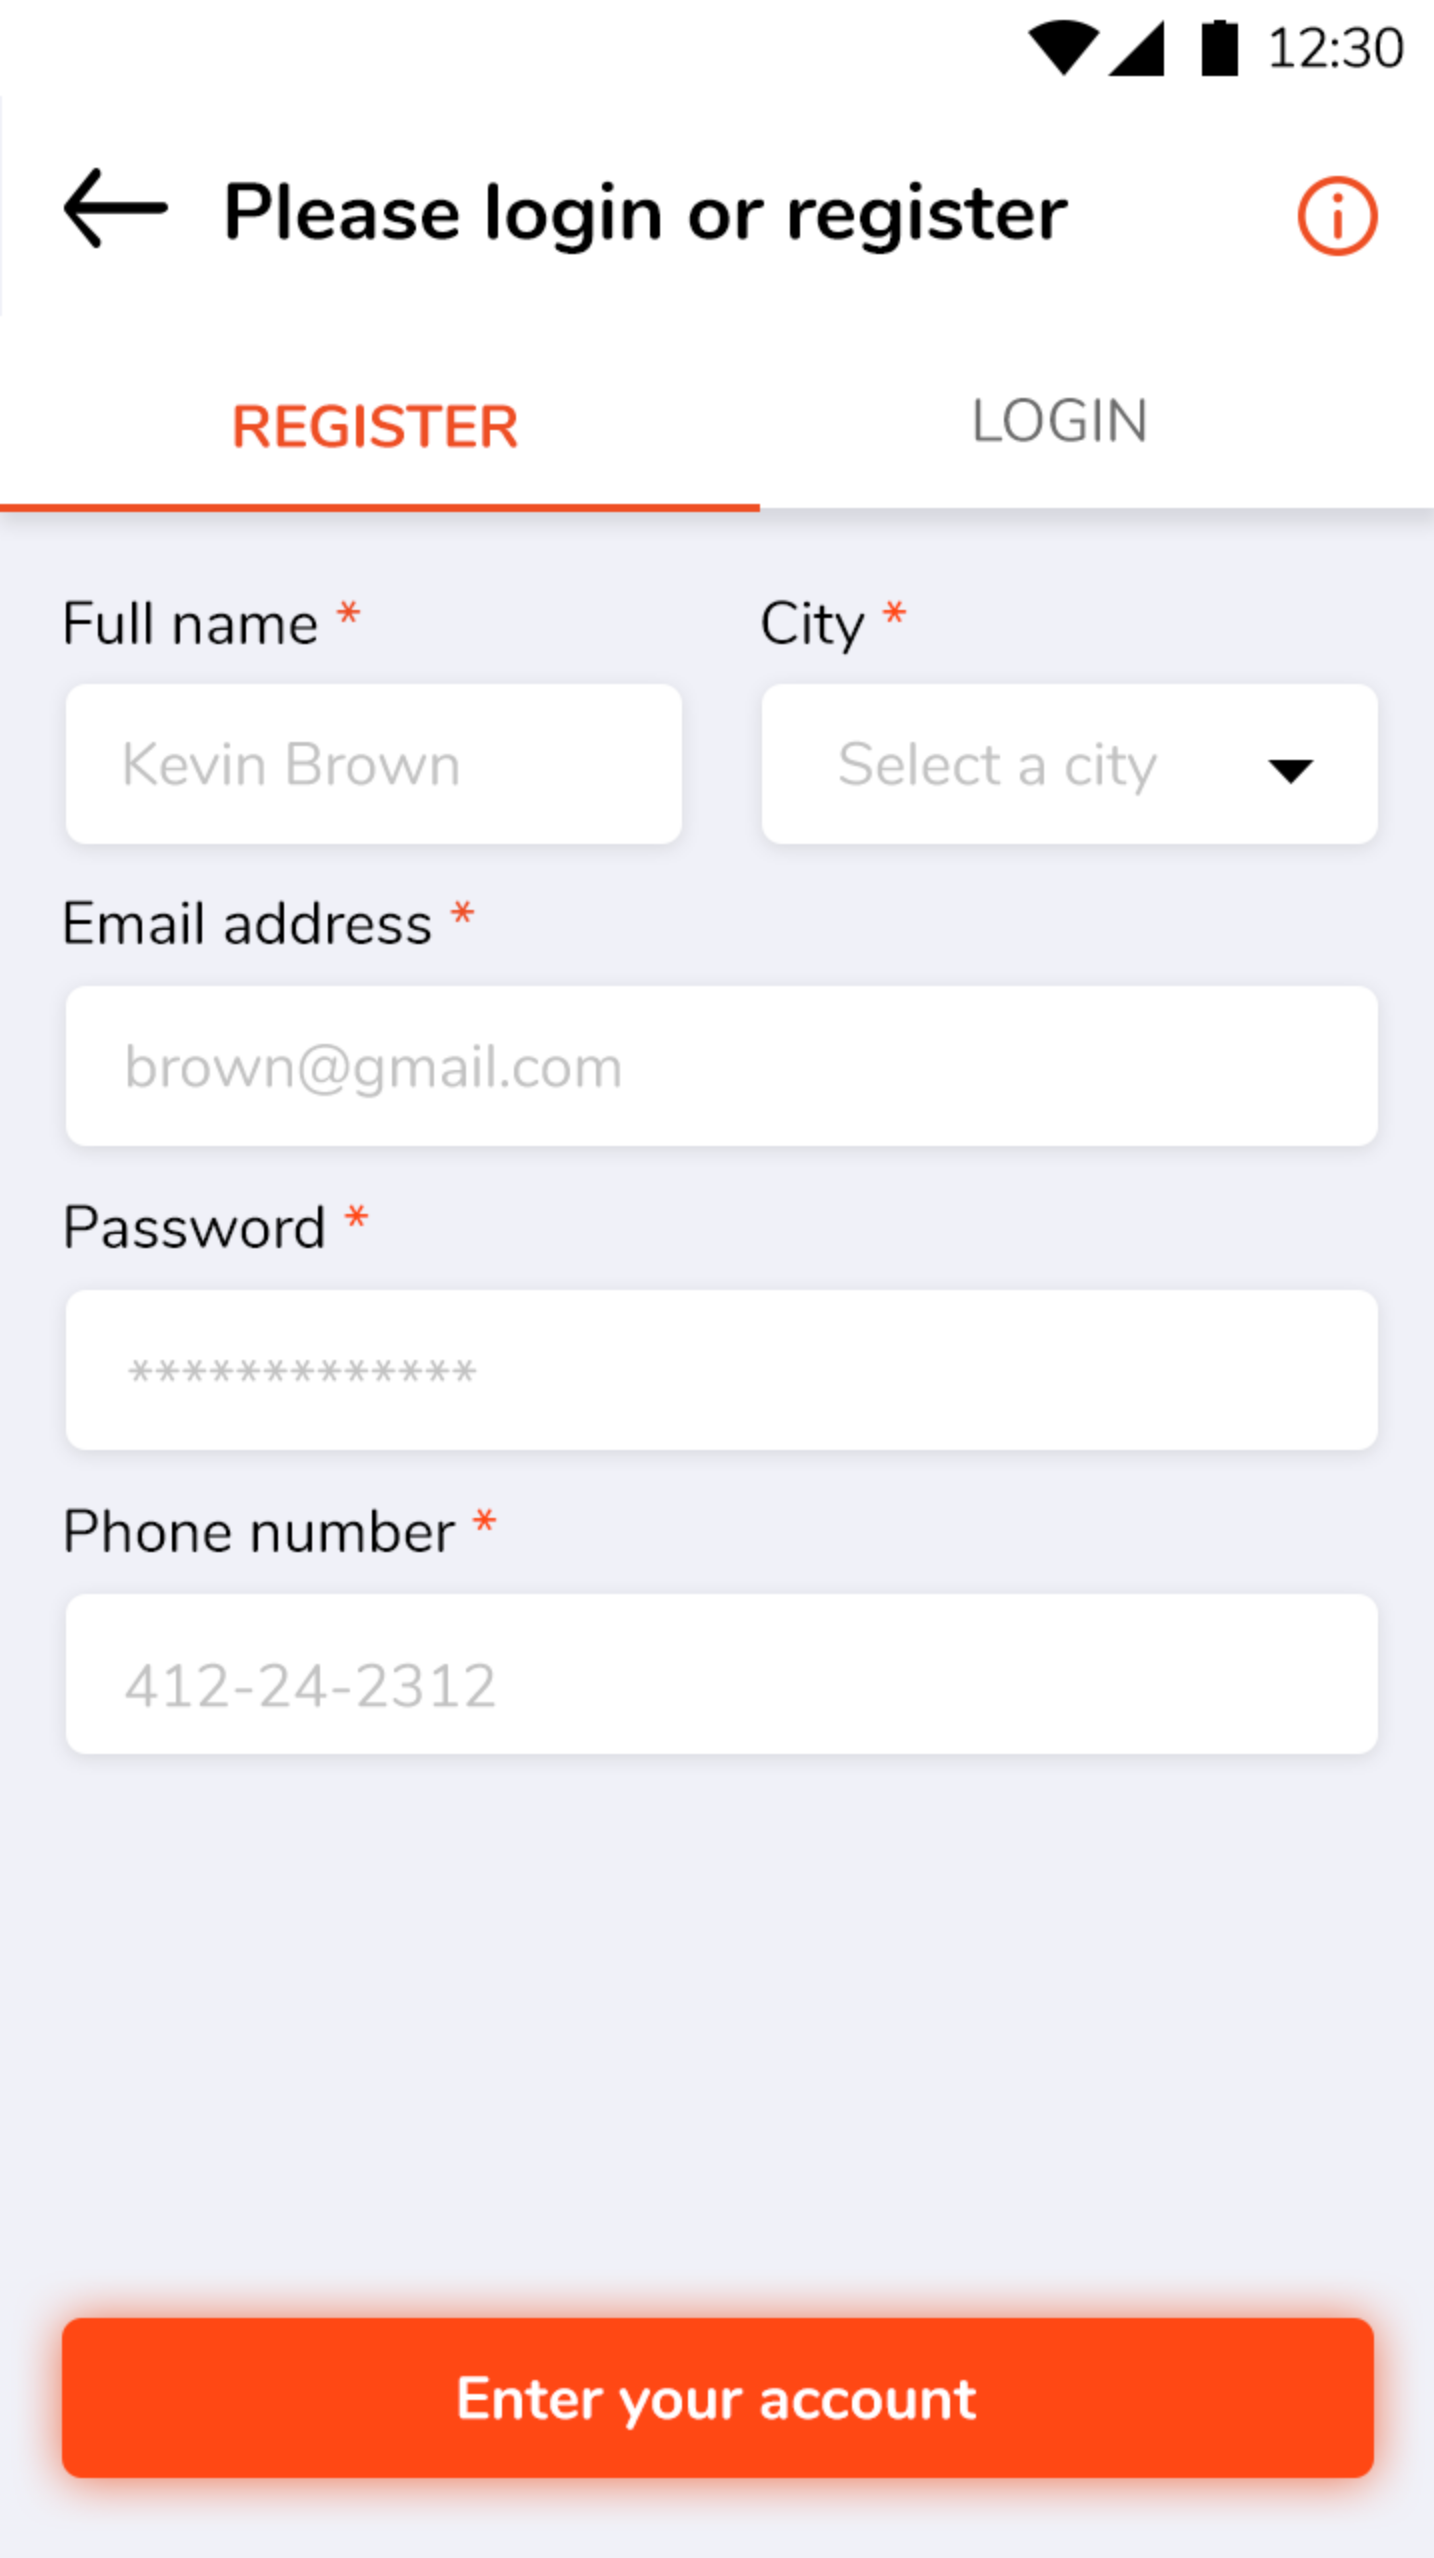 12:30
Please login or register
REGISTER LOGIN
Full name * City *
Kevin Brown Select a city
Email address *
brown@gmail.com
Password *
*************
Phone number *
412-24-2312
Enter your account